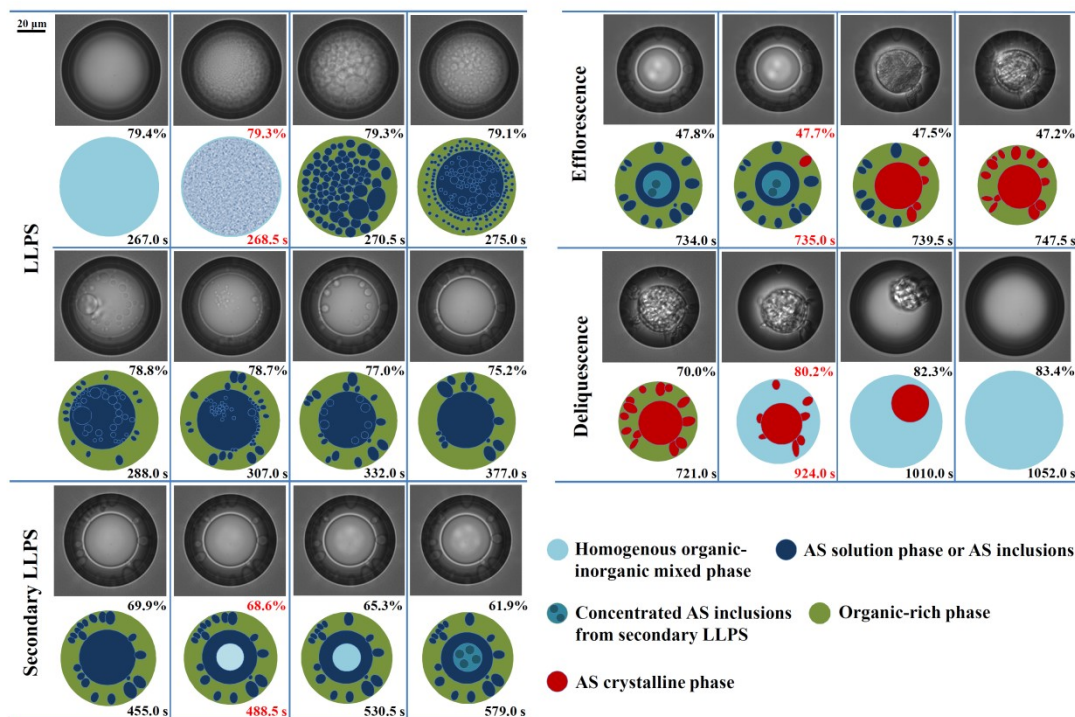 20 µm
LLPS
79.4%
79.3%
79.3%
79.1%
267.0 s
268.5 s
270.5 s
275.0 s
78.8%
78.7%
77.0%
75.2%
288.0 s
307.0 s
332.0 s
377.0 s
Secondary LLPS
69.9%
68.6%
65.3%
61.9%
455.0 s
488.5 s
530.5 s
579.0 s
Efflorescence
47.8%
47.7%
47.5%
47.2%
734.0 s
735.0 s
739.5 s
747.5 s
Deliquescence
70.0%
80.2%
82.3%
83.4%
721.0 s
924.0 s
1010.0 s
1052.0 s
Homogenous organic-
inorganic mixed phase
AS solution phase or AS inclusions
Concentrated AS inclusions
from secondary LLPS
Organic-rich phase
AS crystalline phase